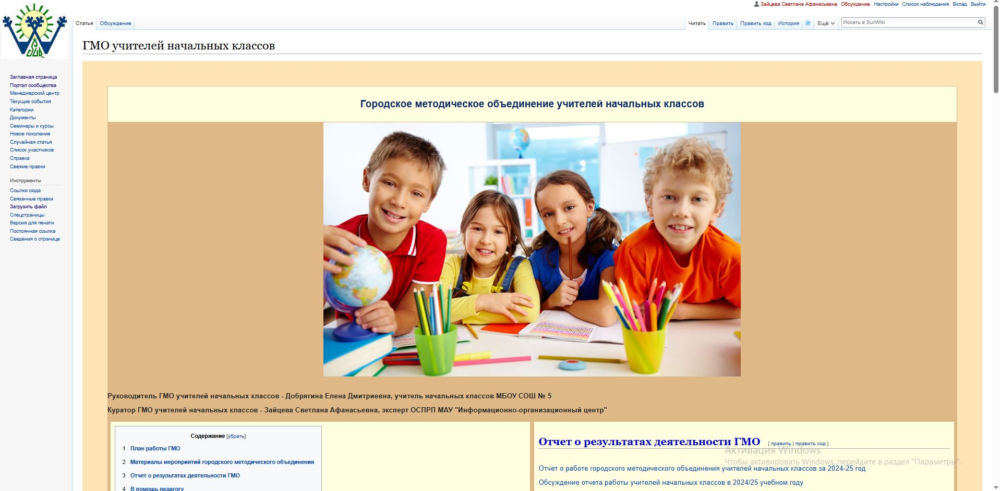 Зайцева Светлана Афанасьевна Обсуждение Настройки Список наблюдения Вклад Выйти
Статья Обсуждение Читать Править Править код История Ещё Искать в SurWiki
ГМО учителей начальных классов
Заглавная страница
Портал сообщества
Менеджерский центр
Текущие события
Категории
Документы
Семинары и курсы
Новое поколение
Случайная статья
Список участников
Справка
Свежие правки
Инструменты
Ссылки сюда
Связанные правки
Загрузить файл
Спецстраницы
Версия для печати
Постоянная ссылка
Сведения о странице
Городское методическое объединение учителей начальных классов
Руководитель ГМО учителей начальных классов - Добрягина Елена Дмитриевна, учитель начальных классов МБОУ СОШ № 5
Куратор ГМО учителей начальных классов - Зайцева Светлана Афанасьевна, эксперт ОСПРП МАУ "Информационно-организационный центр"
Содержание [убрать]
1 План работы ГМО
2 Материалы мероприятий городского методического объединения
3 Отчет о результатах деятельности ГМО
4 В помощь педагогу
Отчет о результатах деятельности ГМО [ править | править код ]
Отчет о работе городского методического объединения учителей начальных классов за 2024-25 год
Обсуждение отчета работы учителей начальных классов в 2024/25 учебном году
Активация Windows
Чтобы активировать Windows, перейдите в раздел "Параметры".